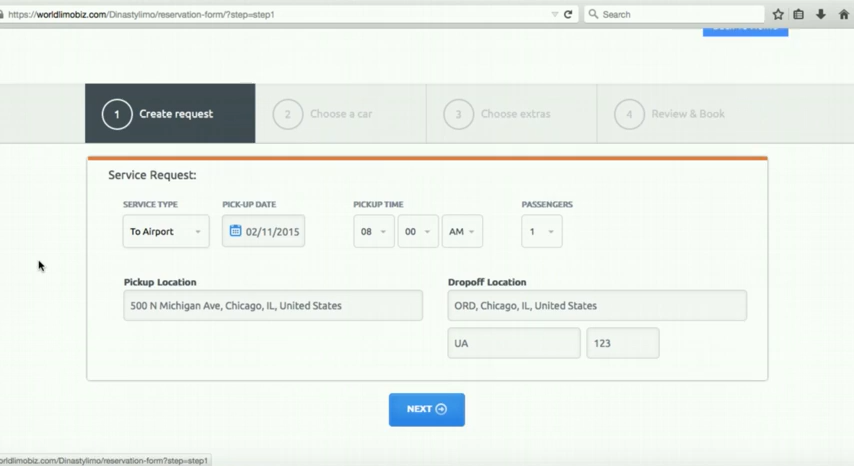 https://worldlimobiz.com/Dinastylimo/reservation-form/?step=step1
Search
1 Create request
2 Choose a car
3 Choose extras
4 Review & Book
Service Request:
SERVICE TYPE PICK-UP DATE PICKUP TIME PASSENGERS
To Airport 02/11/2015 08 00 AM 1
Pickup Location Dropoff Location
500 N Michigan Ave, Chicago, IL, United States ORD, Chicago, IL, United States
UA 123
NEXT
orldlimobiz.com/Dinastylimo/reservation-form?step=step1